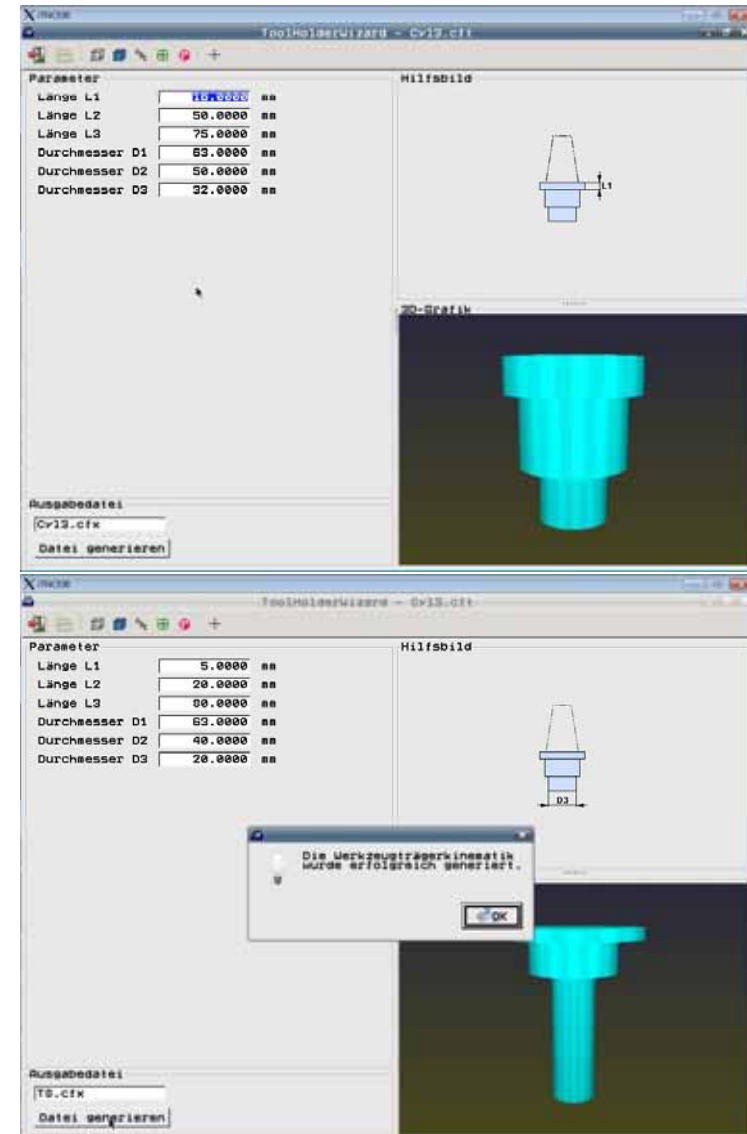 ToolHolderWizard - Cv13.cft
Parameter
Hilfsbild
Länge L1 mm
Länge L2 50.0000 mm
Länge L3 75.0000 mm
Durchmesser D1 63.0000 mm
Durchmesser D2 50.0000 mm
Durchmesser D3 32.0000 mm
L1
3D-Grafik
Ausgabedatei
Cv13.cfx
Datei generieren
ToolHolderWizard - Cv13.cft
Parameter
Hilfsbild
Länge L1 5.0000 mm
Länge L2 20.0000 mm
Länge L3 80.0000 mm
Durchmesser D1 63.0000 mm
Durchmesser D2 40.0000 mm
Durchmesser D3 20.0000 mm
D3
Die Werkzeugträgerkinematik
wurde erfolgreich generiert.
OK
Ausgabedatei
Datei generieren